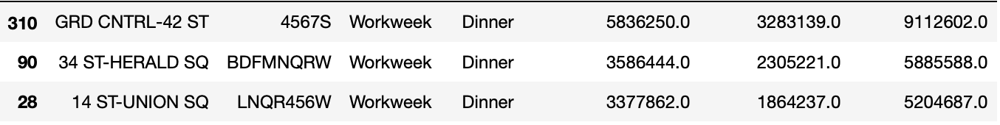 310 GRD CNTRL-42 ST 4567S Workweek Dinner 5836250.0 3283139.0 9112602.0
90 34 ST-HERALD SQ BDFMNQRW Workweek Dinner 3586444.0 2305221.0 5885588.0
28 14 ST-UNION SQ LNQR456W Workweek Dinner 3377862.0 1864237.0 5204687.0